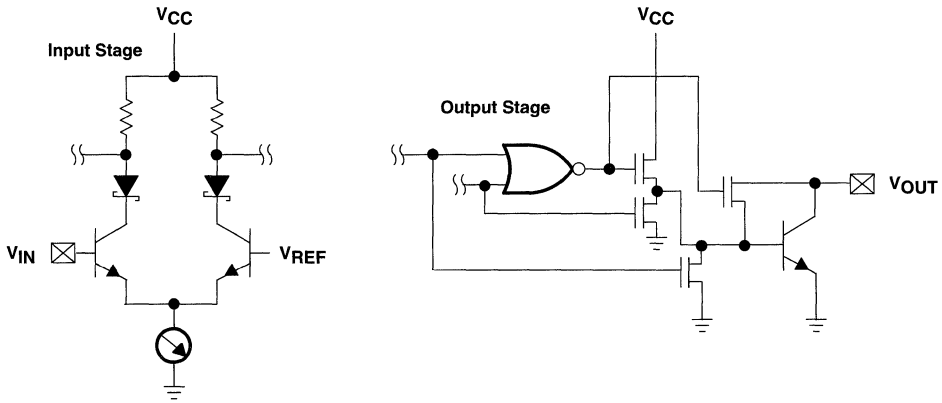 VCC
Input Stage
VIN
VREF
VCC
Output Stage
VOUT